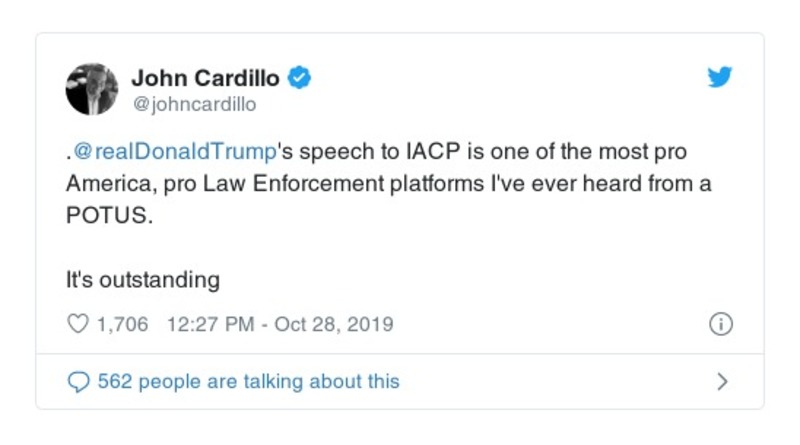 John Cardillo
@johncardillo
.@realDonaldTrump's speech to IACP is one of the most pro
America, pro Law Enforcement platforms I've ever heard from a
POTUS.
It's outstanding
1,706 12:27 PM - Oct 28, 2019
562 people are talking about this